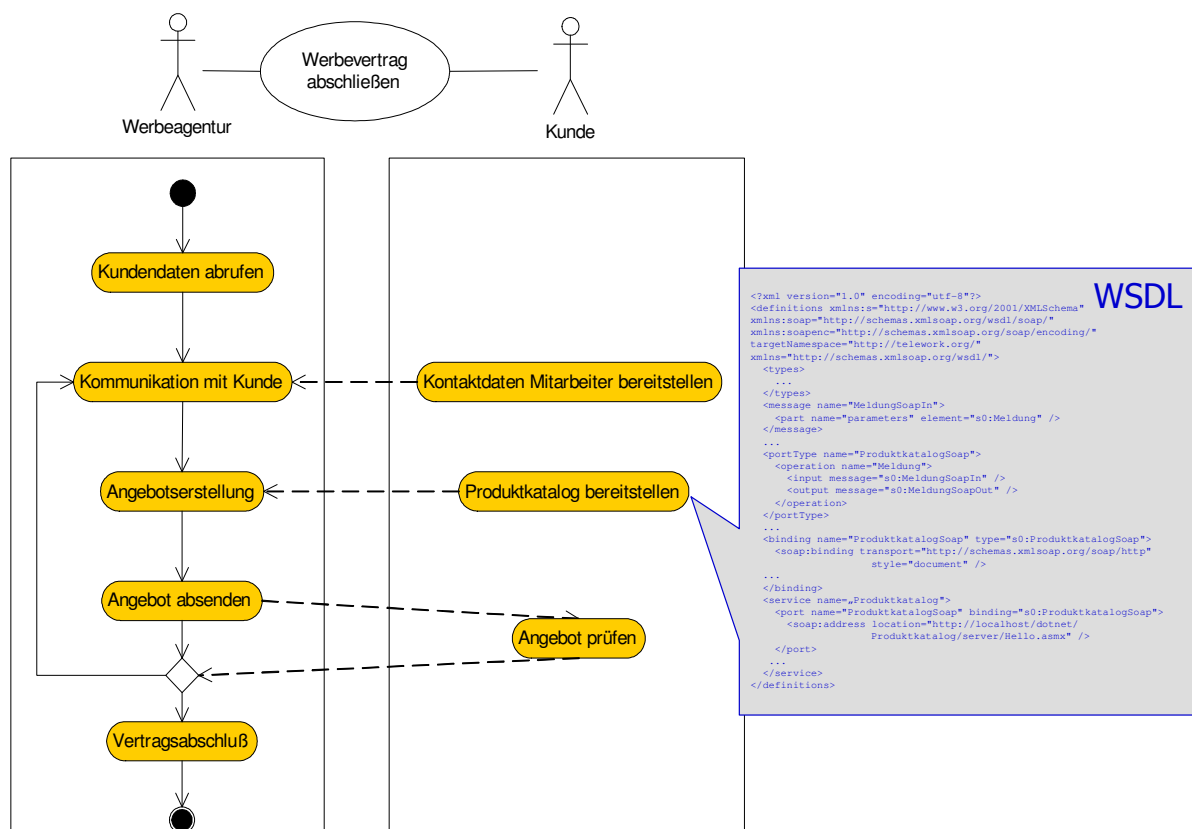 Werbevertrag
abschließen
Werbeagentur
Kunde
Kundendaten abrufen
Kommunikation mit Kunde
Kontaktdaten Mitarbeiter bereitstellen
Angebotserstellung
Produktkatalog bereitstellen
Angebot absenden
Angebot prüfen
Vertragsabschluß
WSDL
<?xml version="1.0" encoding="utf-8"?>
<definitions xmlns:s="http://www.w3.org/2001/XMLSchema"
xmlns:soap="http://schemas.xmlsoap.org/wsdl/soap/"
xmlns:soapenc="http://schemas.xmlsoap.org/soap/encoding/"
targetNamespace="http://telework.org/"
xmlns="http://schemas.xmlsoap.org/wsdl/">
<types>
...
</types>
<message name="MeldungSoapIn">
<part name="parameters" element="s0:Meldung" />
</message>
...
<portType name="ProduktkatalogSoap">
<operation name="Meldung">
<input message="s0:MeldungSoapIn" />
<output message="s0:MeldungSoapOut" />
</operation>
</portType>
...
<binding name="ProduktkatalogSoap" type="s0:ProduktkatalogSoap">
<soap:binding transport="http://schemas.xmlsoap.org/soap/http"
style="document" />
...
</binding>
<service name=„Produktkatalog">
<port name="ProduktkatalogSoap" binding="s0:ProduktkatalogSoap">
<soap:address location="http://localhost/dotnet/
Produktkatalog/server/Hello.asmx" />
</port>
...
</service>
</definitions>